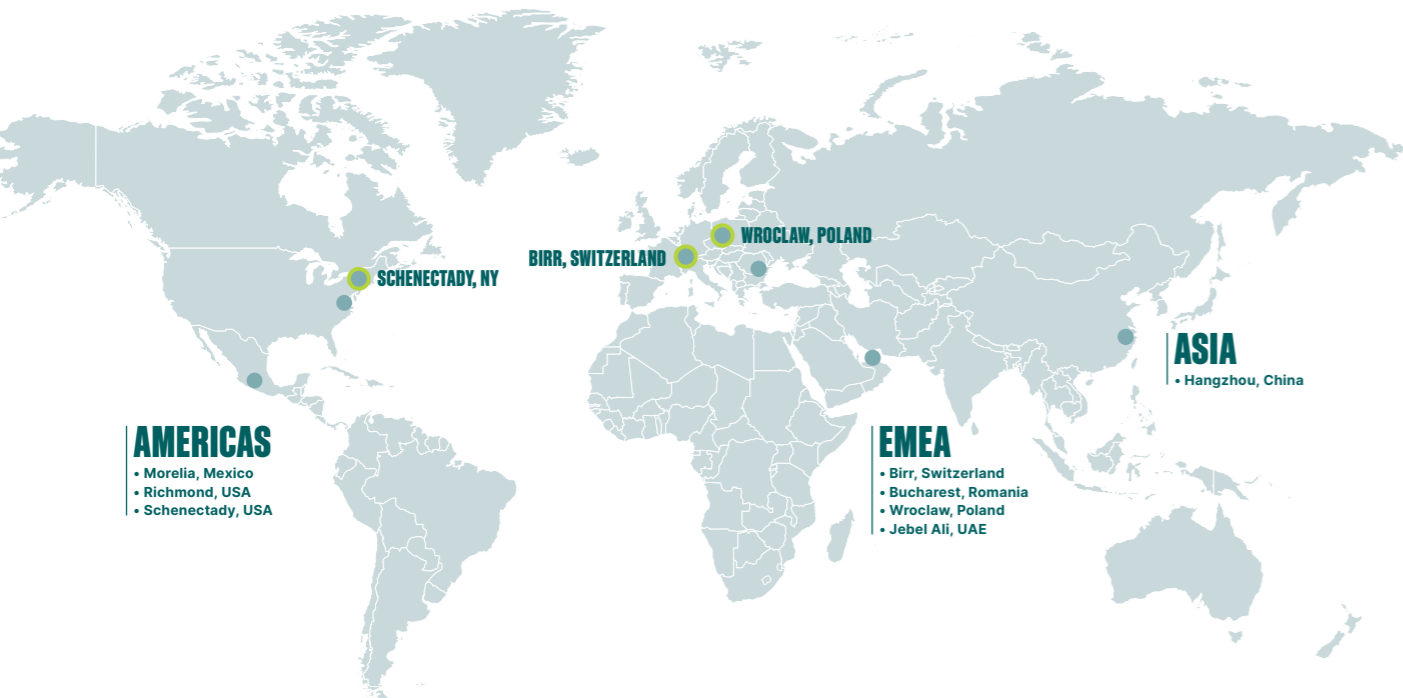 WROCLAW, POLAND
BIRR, SWITZERLAND
SCHENECTADY, NY
ASIA
• Hangzhou, China
AMERICAS
• Morelia, Mexico
• Richmond, USA
• Schenectady, USA
EMEA
• Birr, Switzerland
• Bucharest, Romania
• Wroclaw, Poland
• Jebel Ali, UAE